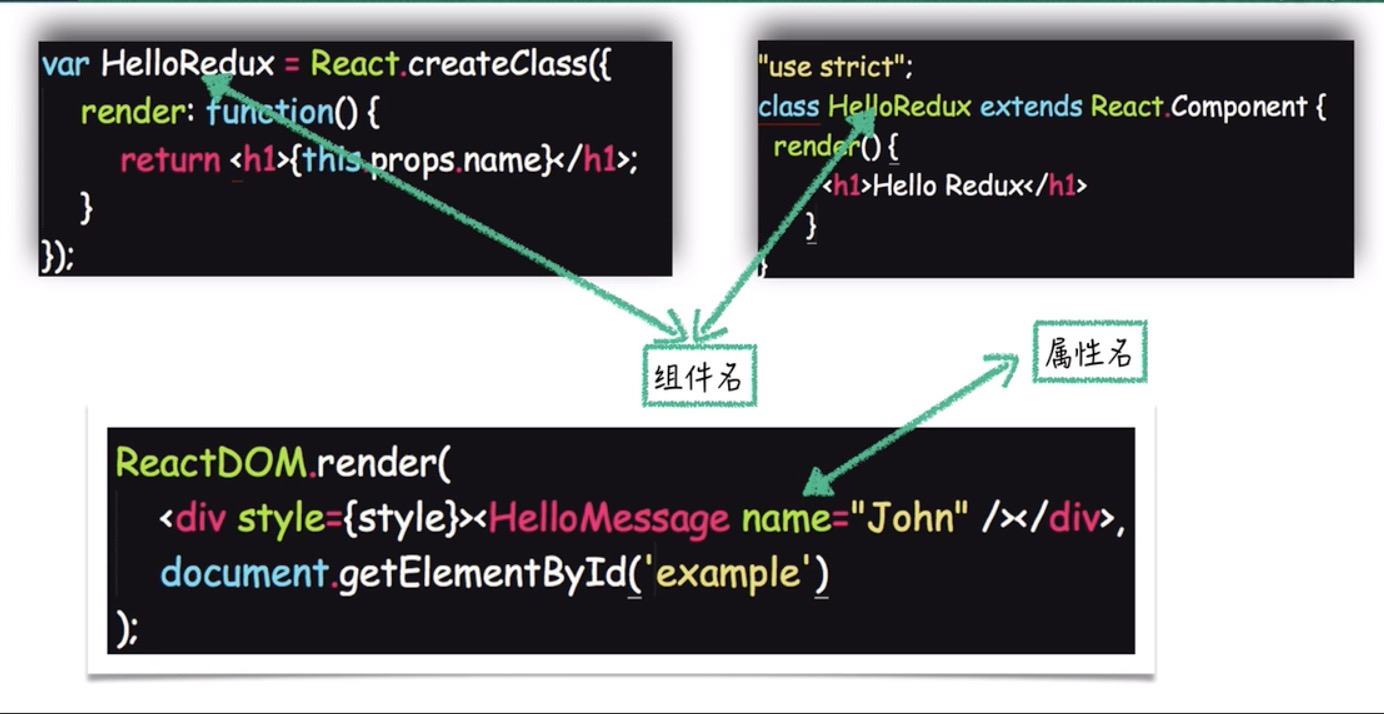 var HelloRedux = React.createClass({
render: function() {
return <h1>{this.props.name}</h1>;
}
});
"use strict";
class HelloRedux extends React.Component {
render() {
<h1>Hello Redux</h1>
}
}
组件名
属性名
ReactDOM.render(
<div style={style}><HelloMessage name="John" /></div>,
document.getElementById('example')
);